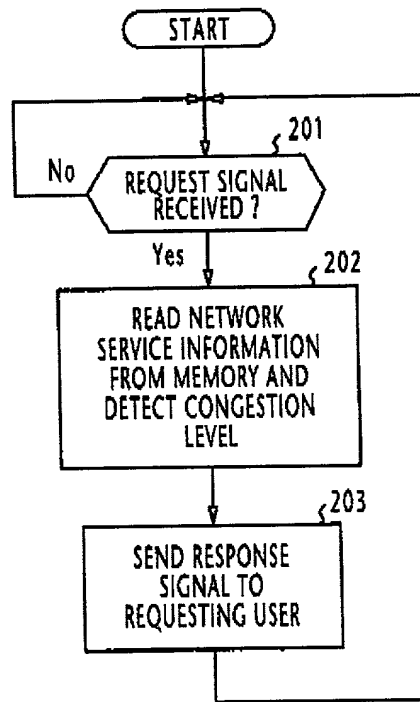 START
201
No
REQUEST SIGNAL
RECEIVED ?
Yes
202
READ NETWORK
SERVICE INFORMATION
FROM MEMORY AND
DETECT CONGESTION
LEVEL
203
SEND RESPONSE
SIGNAL TO
REQUESTING USER